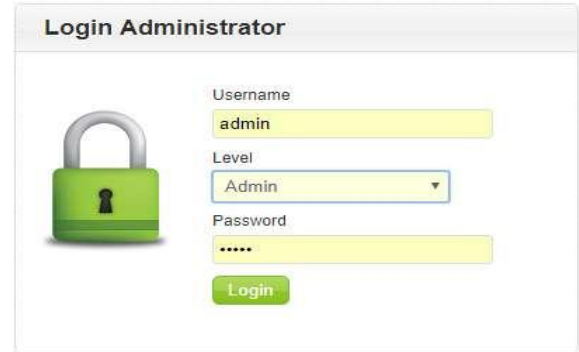 Login Administrator
Username
admin
Level
Admin
Password
•••••
Login